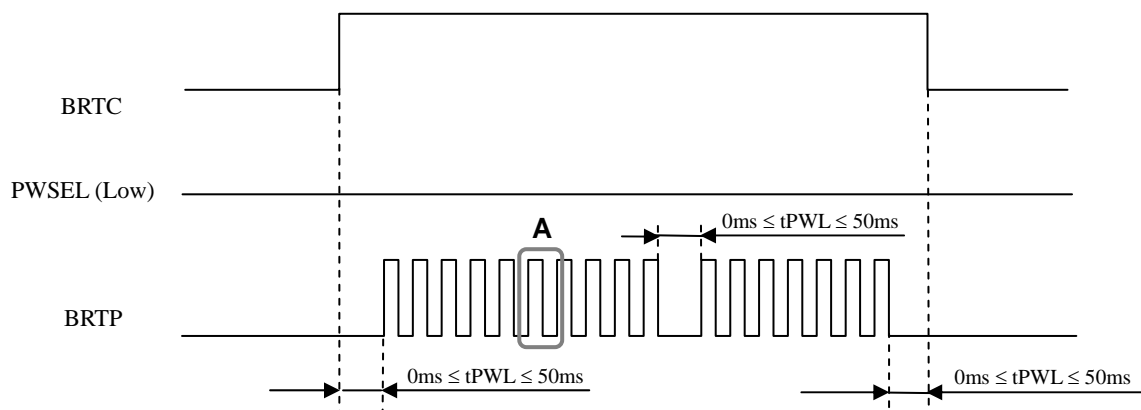 BRTC
PWSEL (Low)
0ms ≤ tPWL ≤ 50ms
A
BRTP
0ms ≤ tPWL ≤ 50ms
0ms ≤ tPWL ≤ 50ms